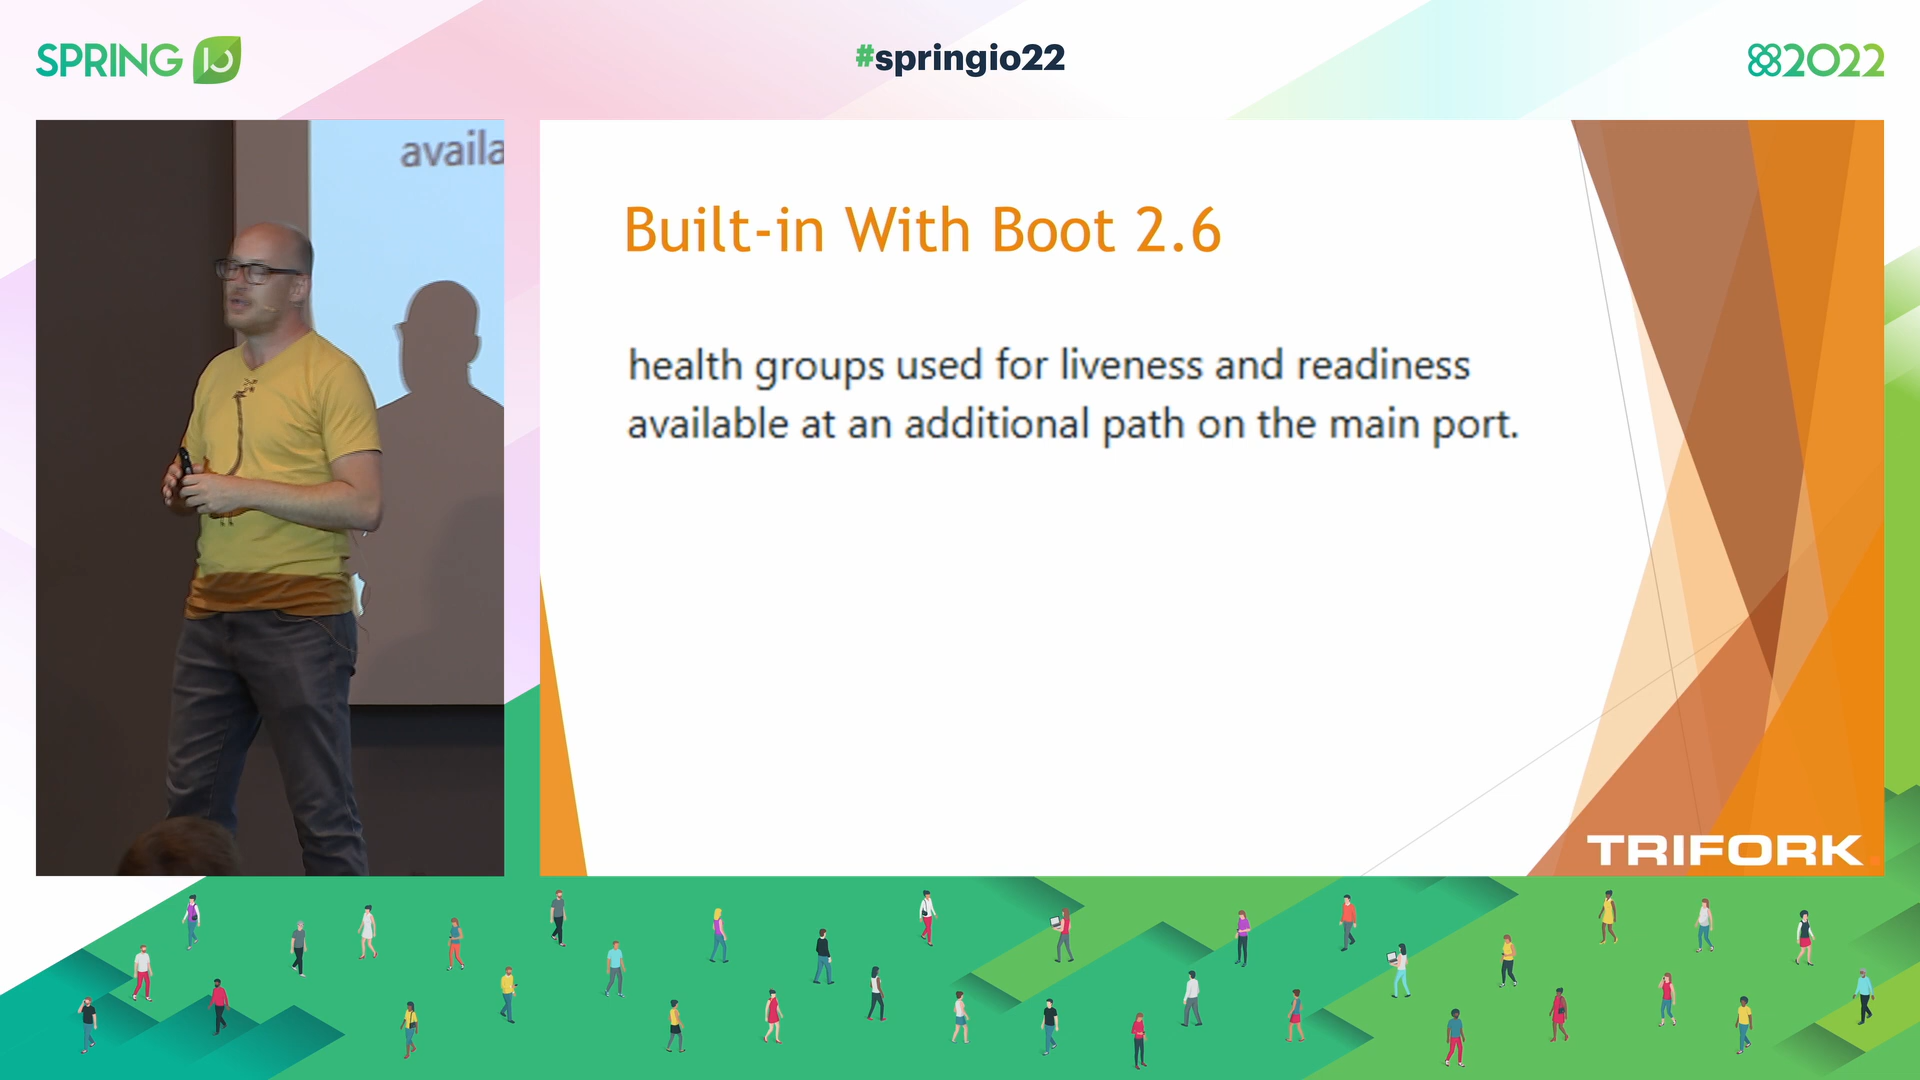 SPRING IO
#springio22
2022
availa
Built-in With Boot 2.6
health groups used for liveness and readiness
available at an additional path on the main port.
TRIFORK